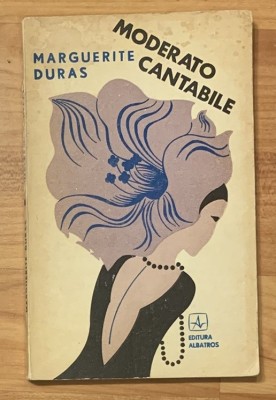 MARGUERITE
DURAS
MODERATO
CANTABILE
EDITURA
ALBATROS